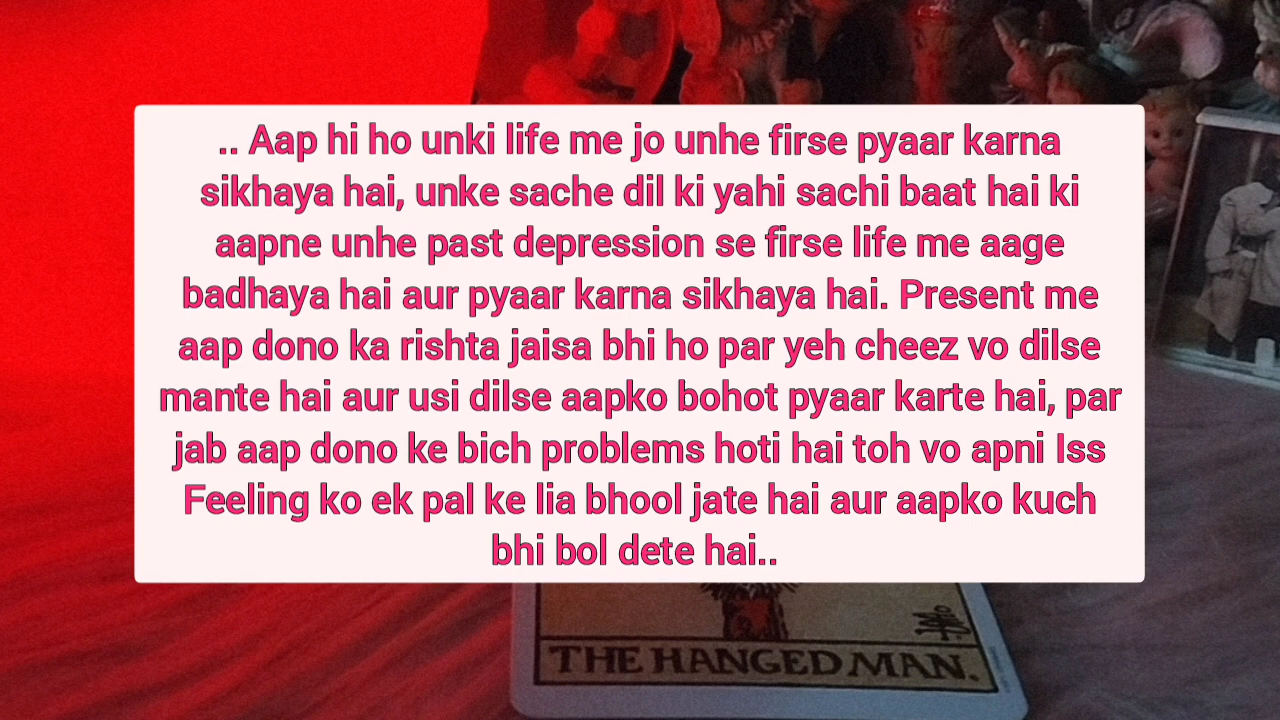 .. Aap hi ho unki life me jo unhe firse pyaar karna
sikhaya hai, unke sache dil ki yahi sachi baat hai ki
aapne unhe past depression se firse life me aage
badhaya hai aur pyaar karna sikhaya hai. Present me
aap dono ka rishta jaisa bhi ho par yeh cheez vo dilse
mante hai aur usi dilse aapko bohot pyaar karte hai, par
jab aap dono ke bich problems hoti hai toh vo apni Iss
Feeling ko ek pal ke lia bhool jate hai aur aapko kuch
bhi bol dete hai..
THE HANGED MAN.